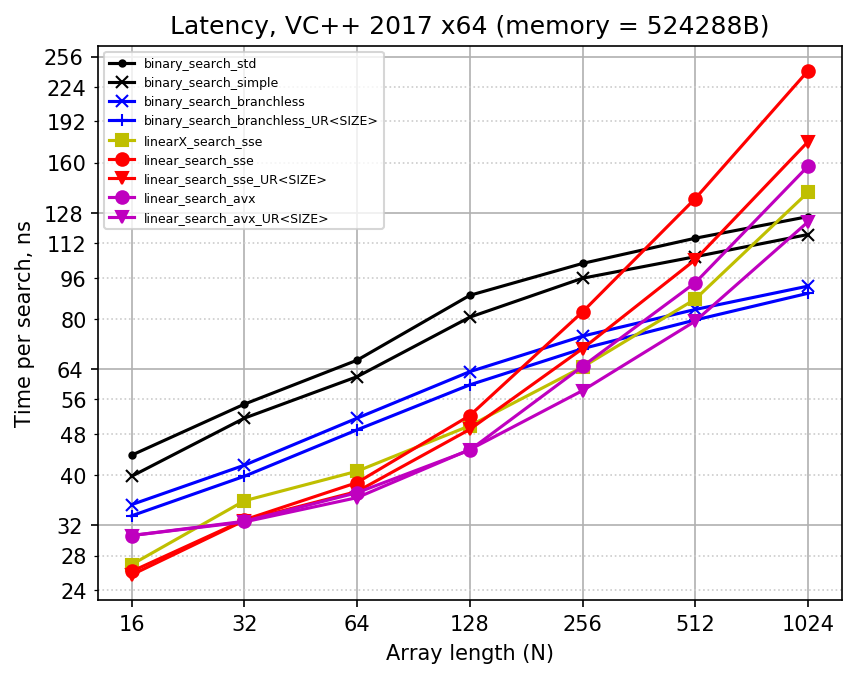 Latency, VC++ 2017 x64 (memory = 524288B)
Time per search, ns
256
224
192
160
128
112
96
80
64
56
48
40
32
28
24
binary_search_std
binary_search_simple
binary_search_branchless
binary_search_branchless_UR<SIZE>
linearX_search_sse
linear_search_sse
linear_search_sse_UR<SIZE>
linear_search_avx
linear_search_avx_UR<SIZE>
16 32 64 128 256 512 1024
Array length (N)